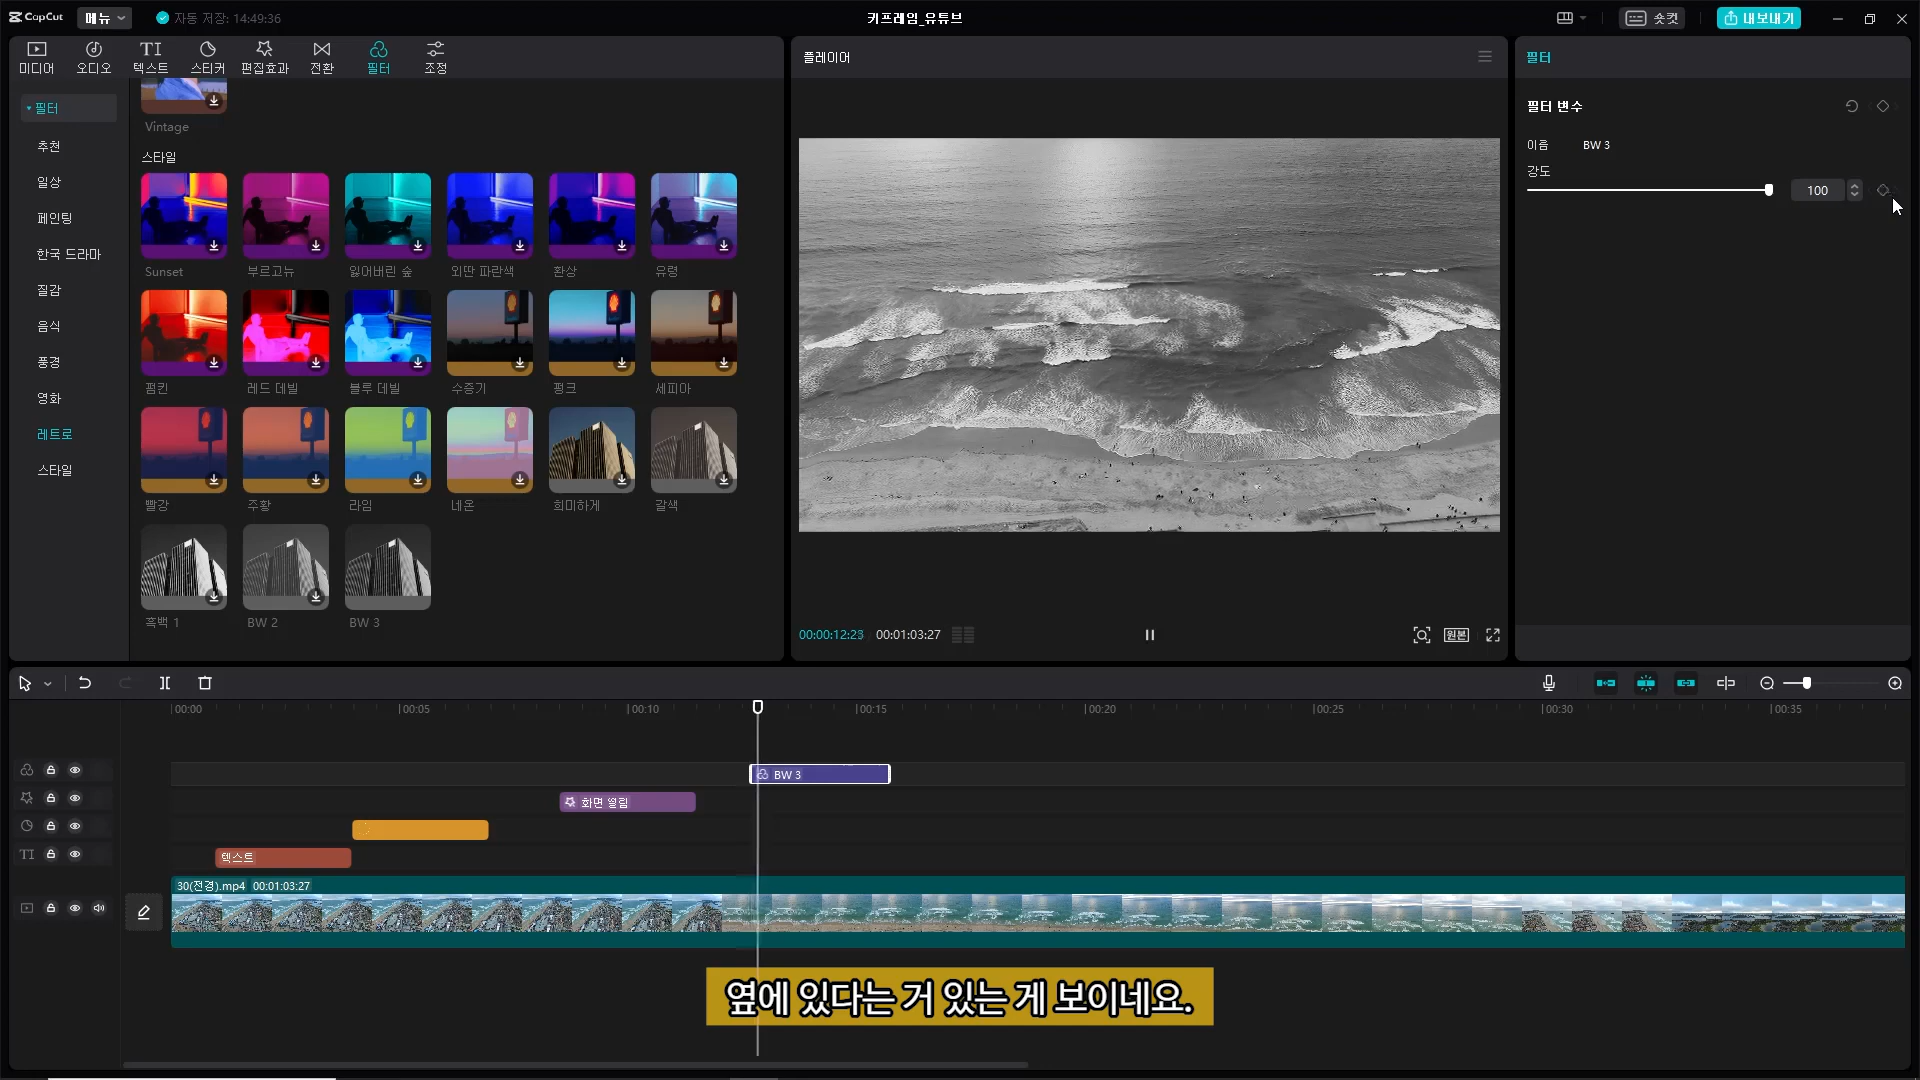 CapCut
메뉴
자동 저장: 14:49:36
키프레임_유튜브
숏컷
내보내기
미디어
오디오
텍스트
스티커
편집효과
전환
필터
조정
필터
추천
일상
페인팅
한국 드라마
질감
음식
풍경
영화
레트로
스타일
Vintage
스타일
Sunset
부르고뉴
잃어버린 숲
외딴 파란색
환상
유령
펌킨
레드 데빌
블루 데빌
수증기
펑크
세피아
빨강
주황
라임
네온
희미하게
갈색
흑백 1
BW 2
BW 3
플레이어
00:00:12:23
00:01:03:27
원본
필터
필터 변수
이름
BW 3
강도
100
00:00
00:05
00:10
00:15
00:20
00:25
00:30
00:35
BW 3
화면 열림
TI
텍스트
30(전경).mp4 00:01:03:27
옆에 있다는 거 있는 게 보이네요.